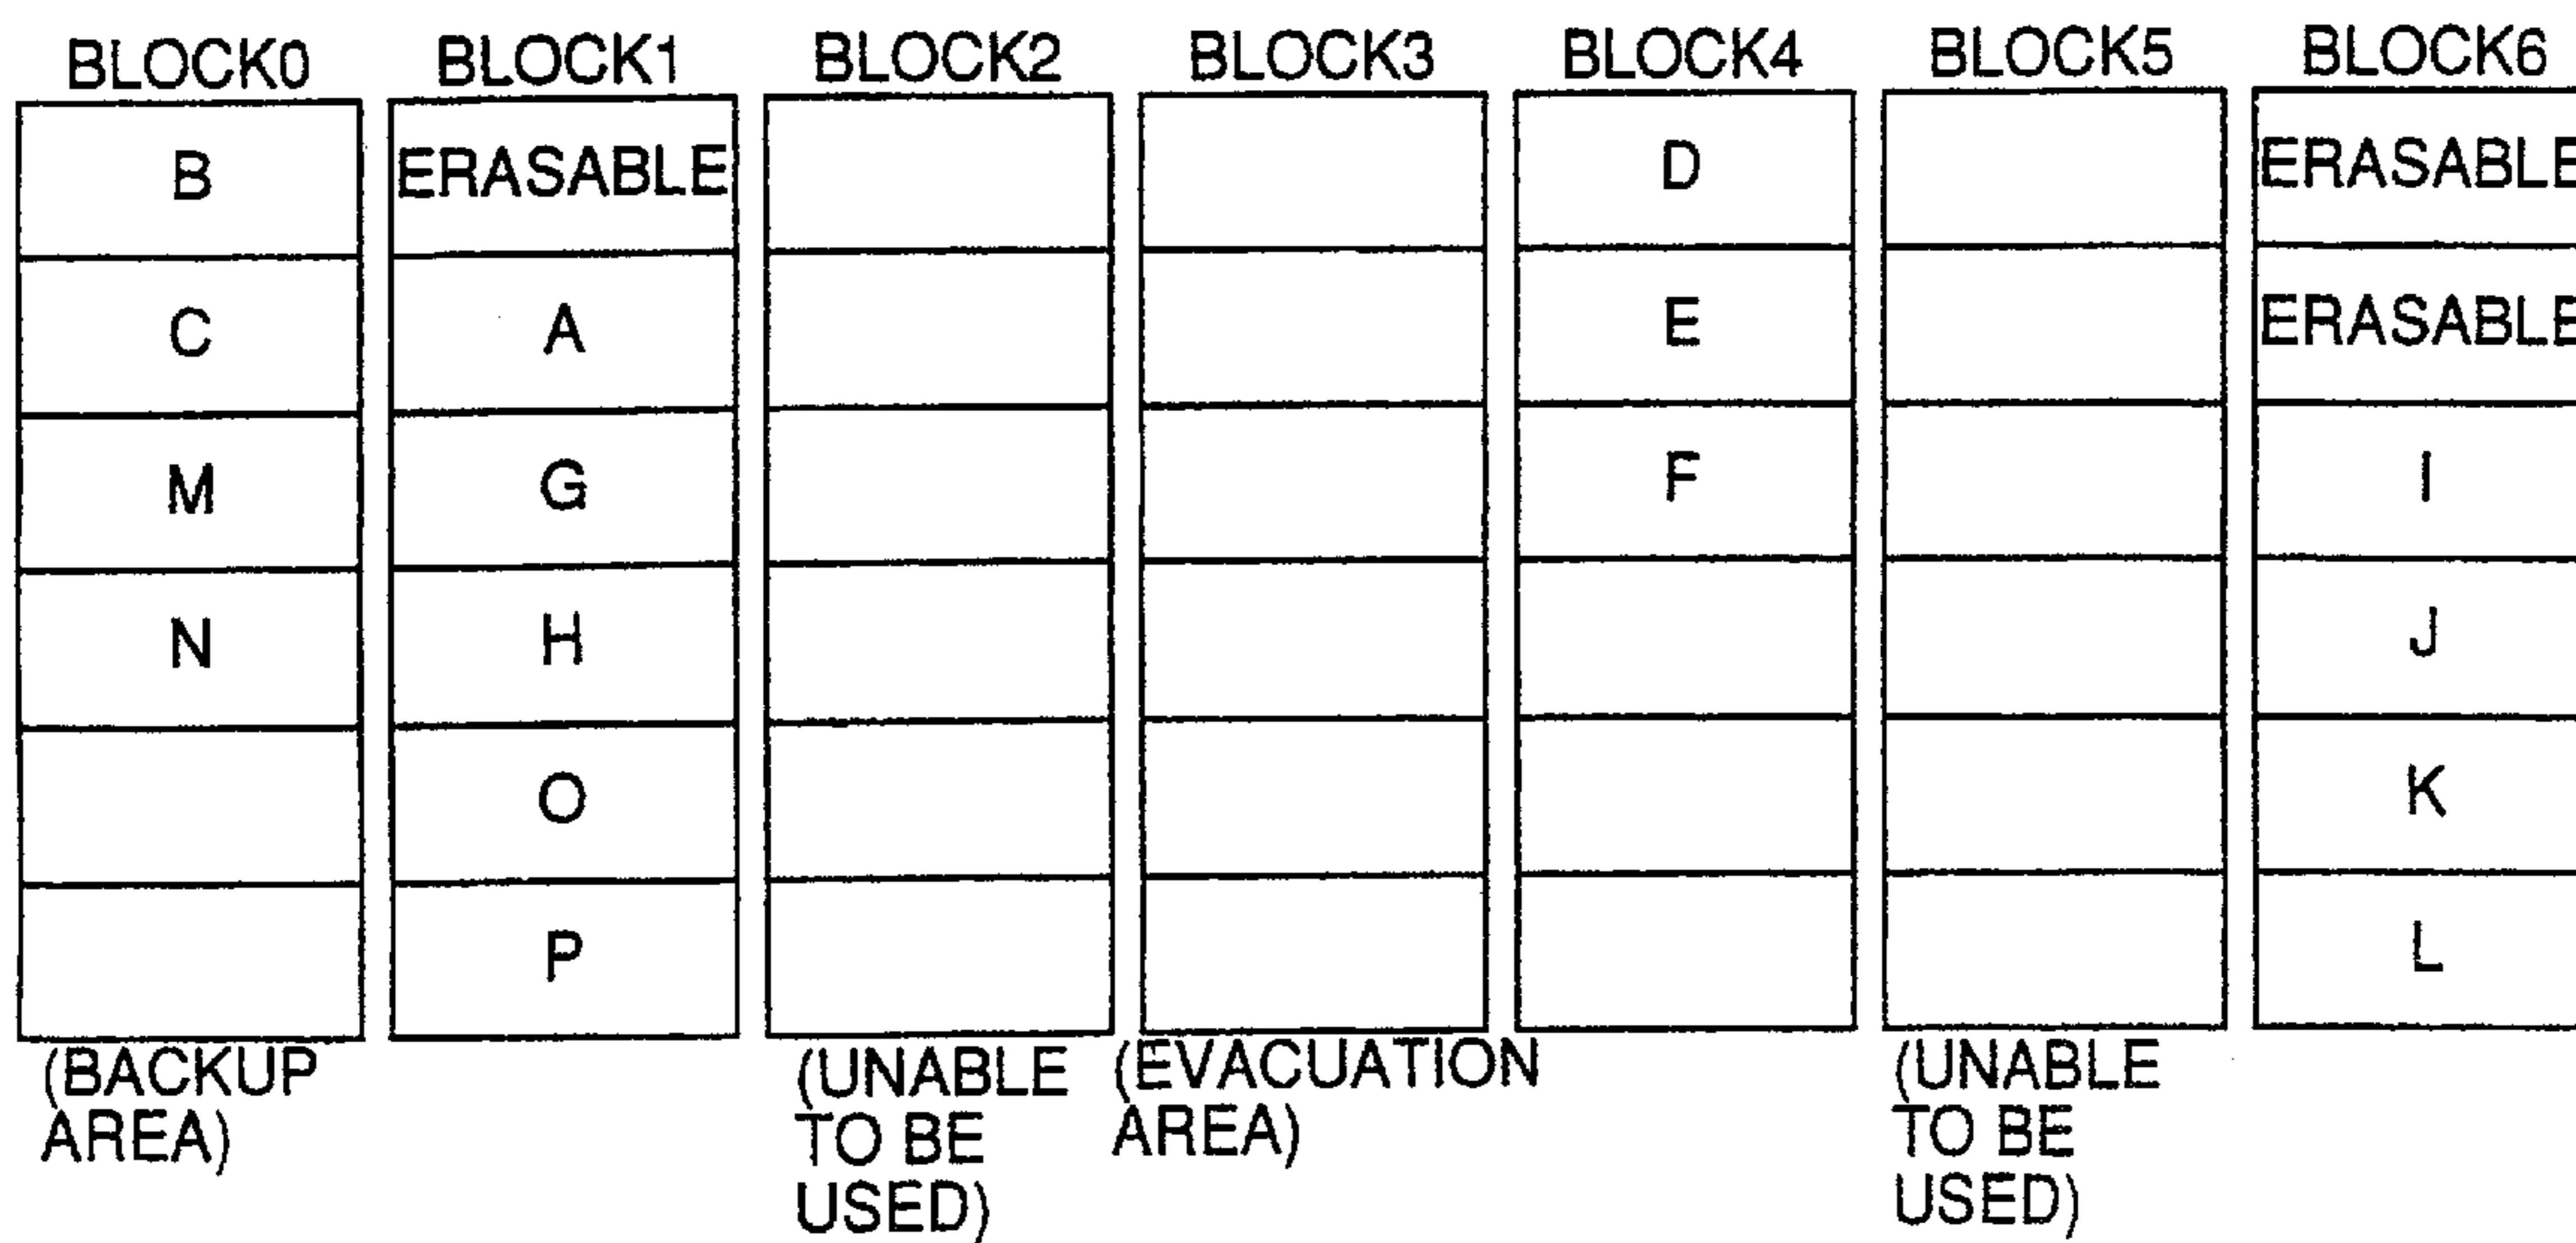 BLOCK0 BLOCK1 BLOCK2 BLOCK3 BLOCK4 BLOCK5 BLOCK6
B ERASABLE D ERASABLE
C A E ERASABLE
M G F I
N H J
O K
P L
(BACKUP (UNABLE (EVACUATION (UNABLE
AREA) TO BE AREA) TO BE
USED) USED)